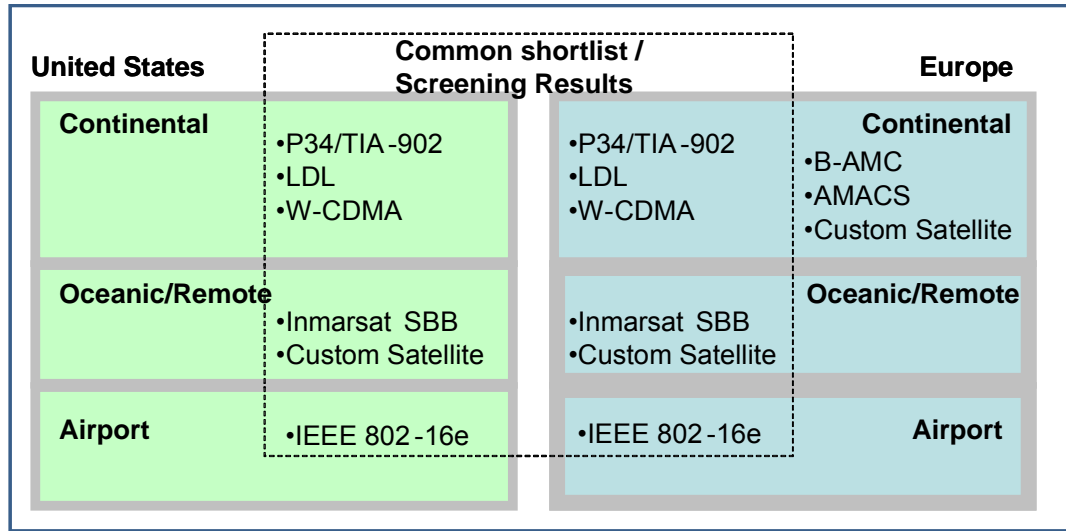 Common shortlist /
Screening Results
United States
Europe
Continental
•P34/TIA-902
•LDL
•W-CDMA
•P34/TIA-902
•LDL
•W-CDMA
Continental
•B-AMC
•AMACS
•Custom Satellite
Oceanic/Remote
•Inmarsat SBB
•Custom Satellite
•Inmarsat SBB
•Custom Satellite
Oceanic/Remote
Airport
•IEEE 802-16e
•IEEE 802-16e
Airport